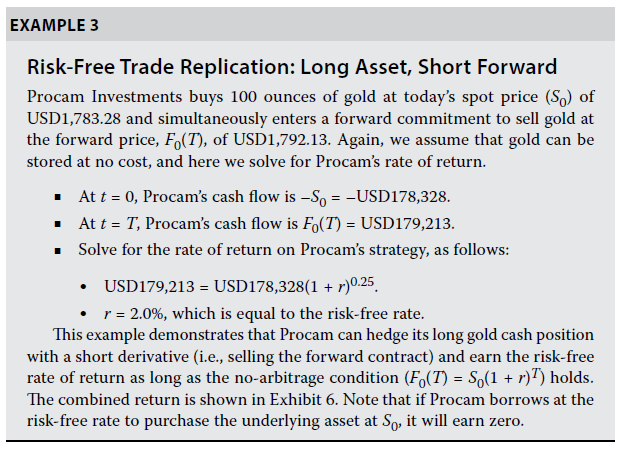 EXAMPLE 3
Risk-Free Trade Replication: Long Asset, Short Forward
Procam Investments buys 100 ounces of gold at today's spot price (S₀) of
USD1,783.28 and simultaneously enters a forward commitment to sell gold at
the forward price, F₀(T), of USD1,792.13. Again, we assume that gold can be
stored at no cost, and here we solve for Procam's rate of return.
▪ At t = 0, Procam's cash flow is –S₀ = –USD178,328.
▪ At t = T, Procam's cash flow is F₀(T) = USD179,213.
▪ Solve for the rate of return on Procam's strategy, as follows:
• USD179,213 = USD178,328(1 + r)^0.25.
• r = 2.0%, which is equal to the risk-free rate.
This example demonstrates that Procam can hedge its long gold cash position
with a short derivative (i.e., selling the forward contract) and earn the risk-free
rate of return as long as the no-arbitrage condition (F₀(T) = S₀(1 + r)^T) holds.
The combined return is shown in Exhibit 6. Note that if Procam borrows at the
risk-free rate to purchase the underlying asset at S₀, it will earn zero.